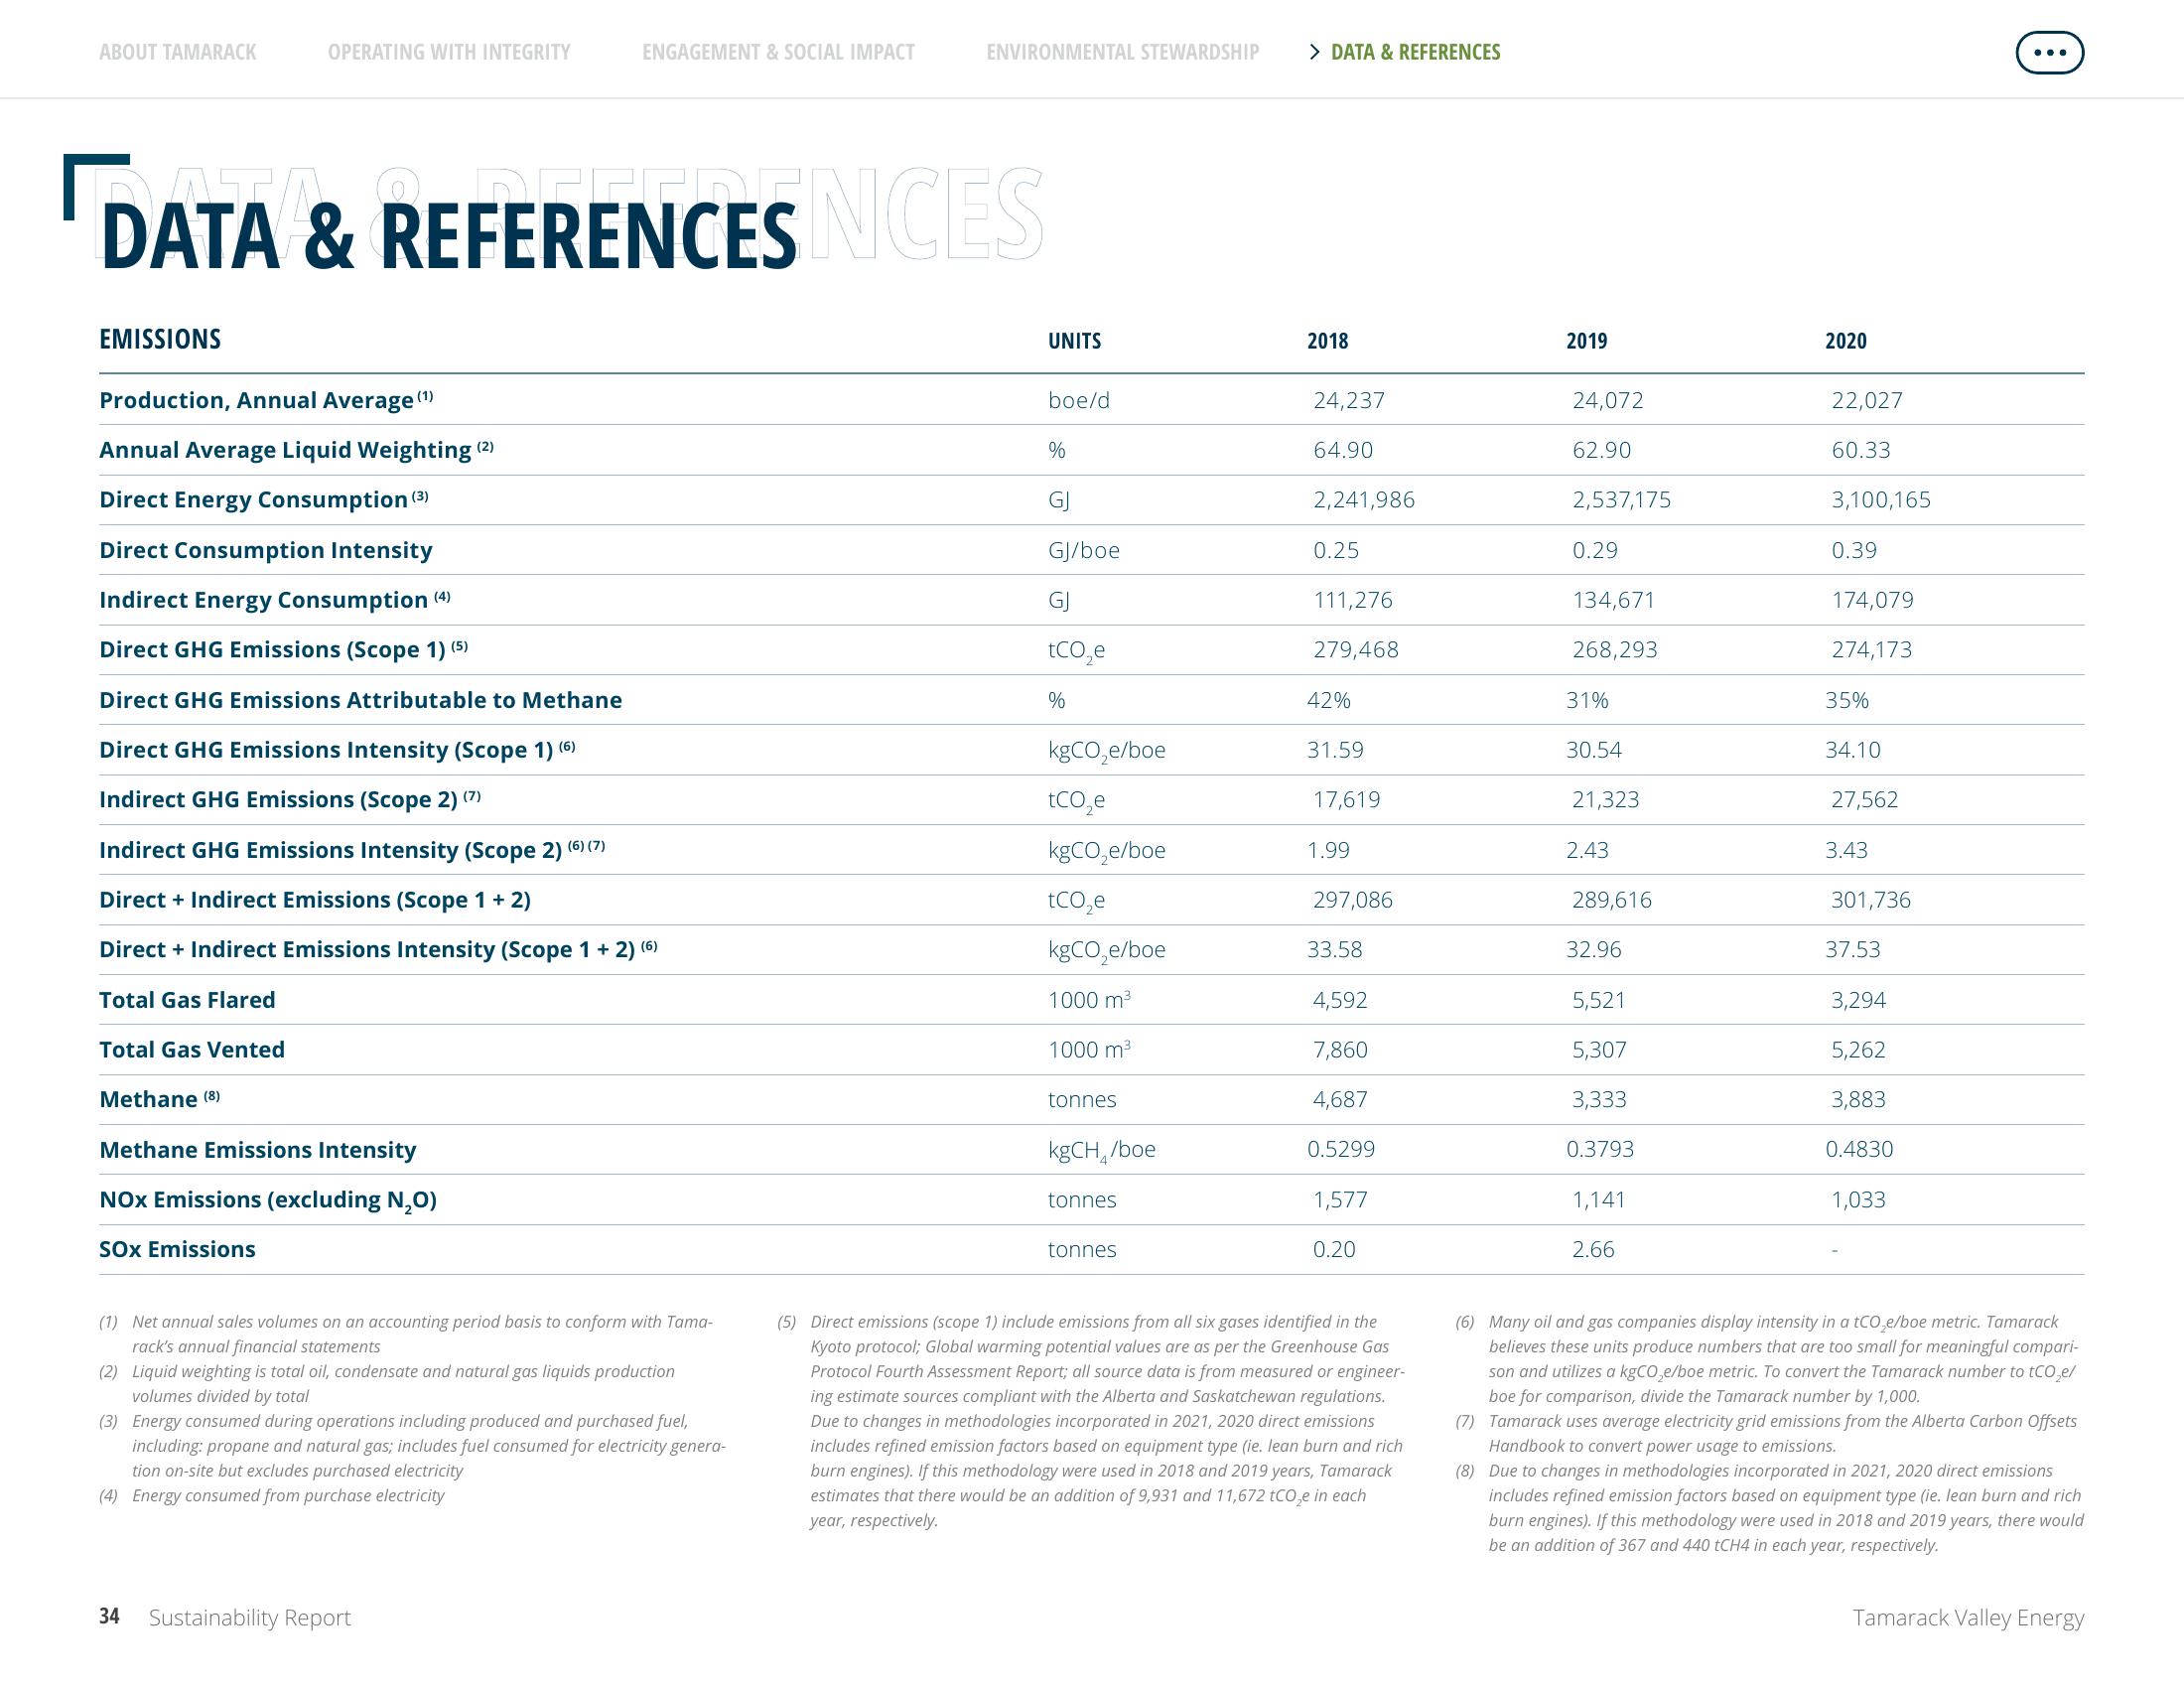 ABOUT TAMARACK OPERATING WITH INTEGRITY ENGAGEMENT & SOCIAL IMPACT ENVIRONMENTAL STEWARDSHIP > DATA & REFERENCES
DATA & REFERENCES
DATA & REFERENCES
EMISSIONS UNITS 2018 2019 2020
Production, Annual Average (1) boe/d 24,237 24,072 22,027
Annual Average Liquid Weighting (2) % 64.90 62.90 60.33
Direct Energy Consumption (3) GJ 2,241,986 2,537,175 3,100,165
Direct Consumption Intensity GJ/boe 0.25 0.29 0.39
Indirect Energy Consumption (4) GJ 111,276 134,671 174,079
Direct GHG Emissions (Scope 1) (5) tCO₂e 279,468 268,293 274,173
Direct GHG Emissions Attributable to Methane % 42% 31% 35%
Direct GHG Emissions Intensity (Scope 1) (6) kgCO₂e/boe 31.59 30.54 34.10
Indirect GHG Emissions (Scope 2) (7) tCO₂e 17,619 21,323 27,562
Indirect GHG Emissions Intensity (Scope 2) (6) (7) kgCO₂e/boe 1.99 2.43 3.43
Direct + Indirect Emissions (Scope 1 + 2) tCO₂e 297,086 289,616 301,736
Direct + Indirect Emissions Intensity (Scope 1 + 2) (6) kgCO₂e/boe 33.58 32.96 37.53
Total Gas Flared 1000 m³ 4,592 5,521 3,294
Total Gas Vented 1000 m³ 7,860 5,307 5,262
Methane (8) tonnes 4,687 3,333 3,883
Methane Emissions Intensity kgCH₄/boe 0.5299 0.3793 0.4830
NOx Emissions (excluding N₂O) tonnes 1,577 1,141 1,033
SOx Emissions tonnes 0.20 2.66 -
(1) Net annual sales volumes on an accounting period basis to conform with Tama-
rack's annual financial statements
(2) Liquid weighting is total oil, condensate and natural gas liquids production
volumes divided by total
(3) Energy consumed during operations including produced and purchased fuel,
including: propane and natural gas; includes fuel consumed for electricity genera-
tion on-site but excludes purchased electricity
(4) Energy consumed from purchase electricity
(5) Direct emissions (scope 1) include emissions from all six gases identified in the
Kyoto protocol; Global warming potential values are as per the Greenhouse Gas
Protocol Fourth Assessment Report; all source data is from measured or engineer-
ing estimate sources compliant with the Alberta and Saskatchewan regulations.
Due to changes in methodologies incorporated in 2021, 2020 direct emissions
includes refined emission factors based on equipment type (ie. lean burn and rich
burn engines). If this methodology were used in 2018 and 2019 years, Tamarack
estimates that there would be an addition of 9,931 and 11,672 tCO₂e in each
year, respectively.
(6) Many oil and gas companies display intensity in a tCO₂e/boe metric. Tamarack
believes these units produce numbers that are too small for meaningful compari-
son and utilizes a kgCO₂e/boe metric. To convert the Tamarack number to tCO₂e/
boe for comparison, divide the Tamarack number by 1,000.
(7) Tamarack uses average electricity grid emissions from the Alberta Carbon Offsets
Handbook to convert power usage to emissions.
(8) Due to changes in methodologies incorporated in 2021, 2020 direct emissions
includes refined emission factors based on equipment type (ie. lean burn and rich
burn engines). If this methodology were used in 2018 and 2019 years, there would
be an addition of 367 and 440 tCH4 in each year, respectively.
34 Sustainability Report Tamarack Valley Energy